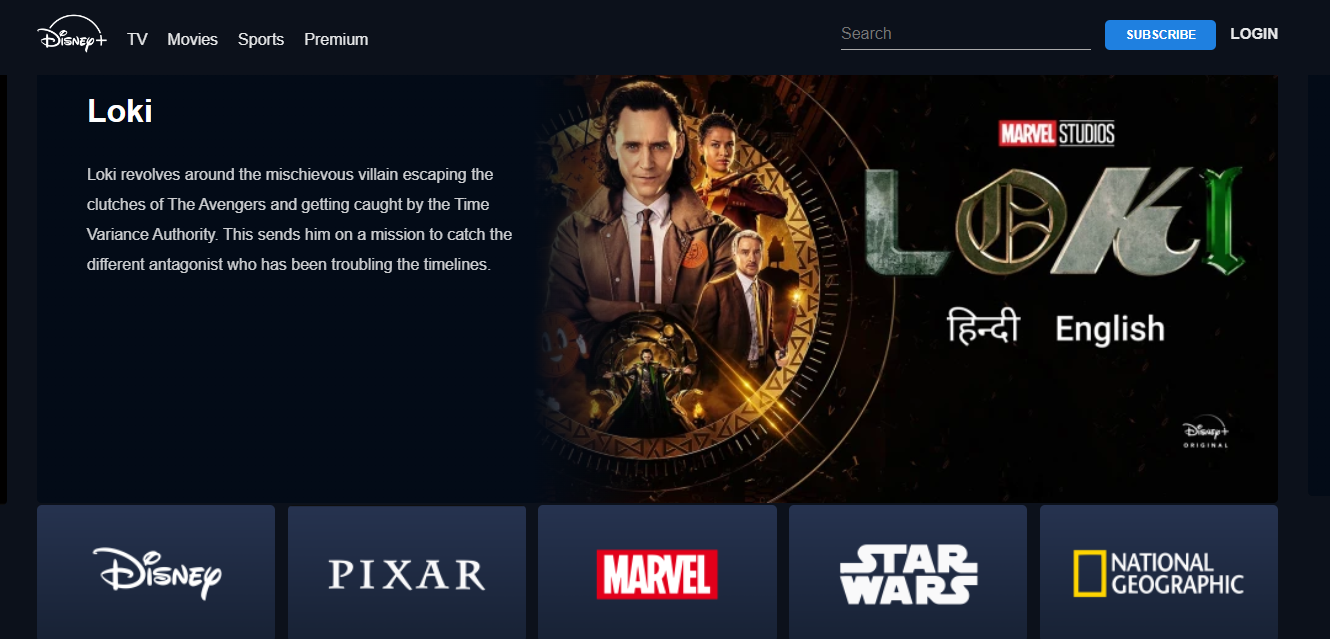 Disney+
TV
Movies
Sports
Premium
Search
SUBSCRIBE
LOGIN
Loki
Loki revolves around the mischievous villain escaping the
clutches of The Avengers and getting caught by the Time
Variance Authority. This sends him on a mission to catch the
different antagonist who has been troubling the timelines.
MARVEL STUDIOS
LOKI
हिन्दी English
Disney+
ORIGINAL
Disney
PIXAR
MARVEL
STAR
WARS
NATIONAL
GEOGRAPHIC